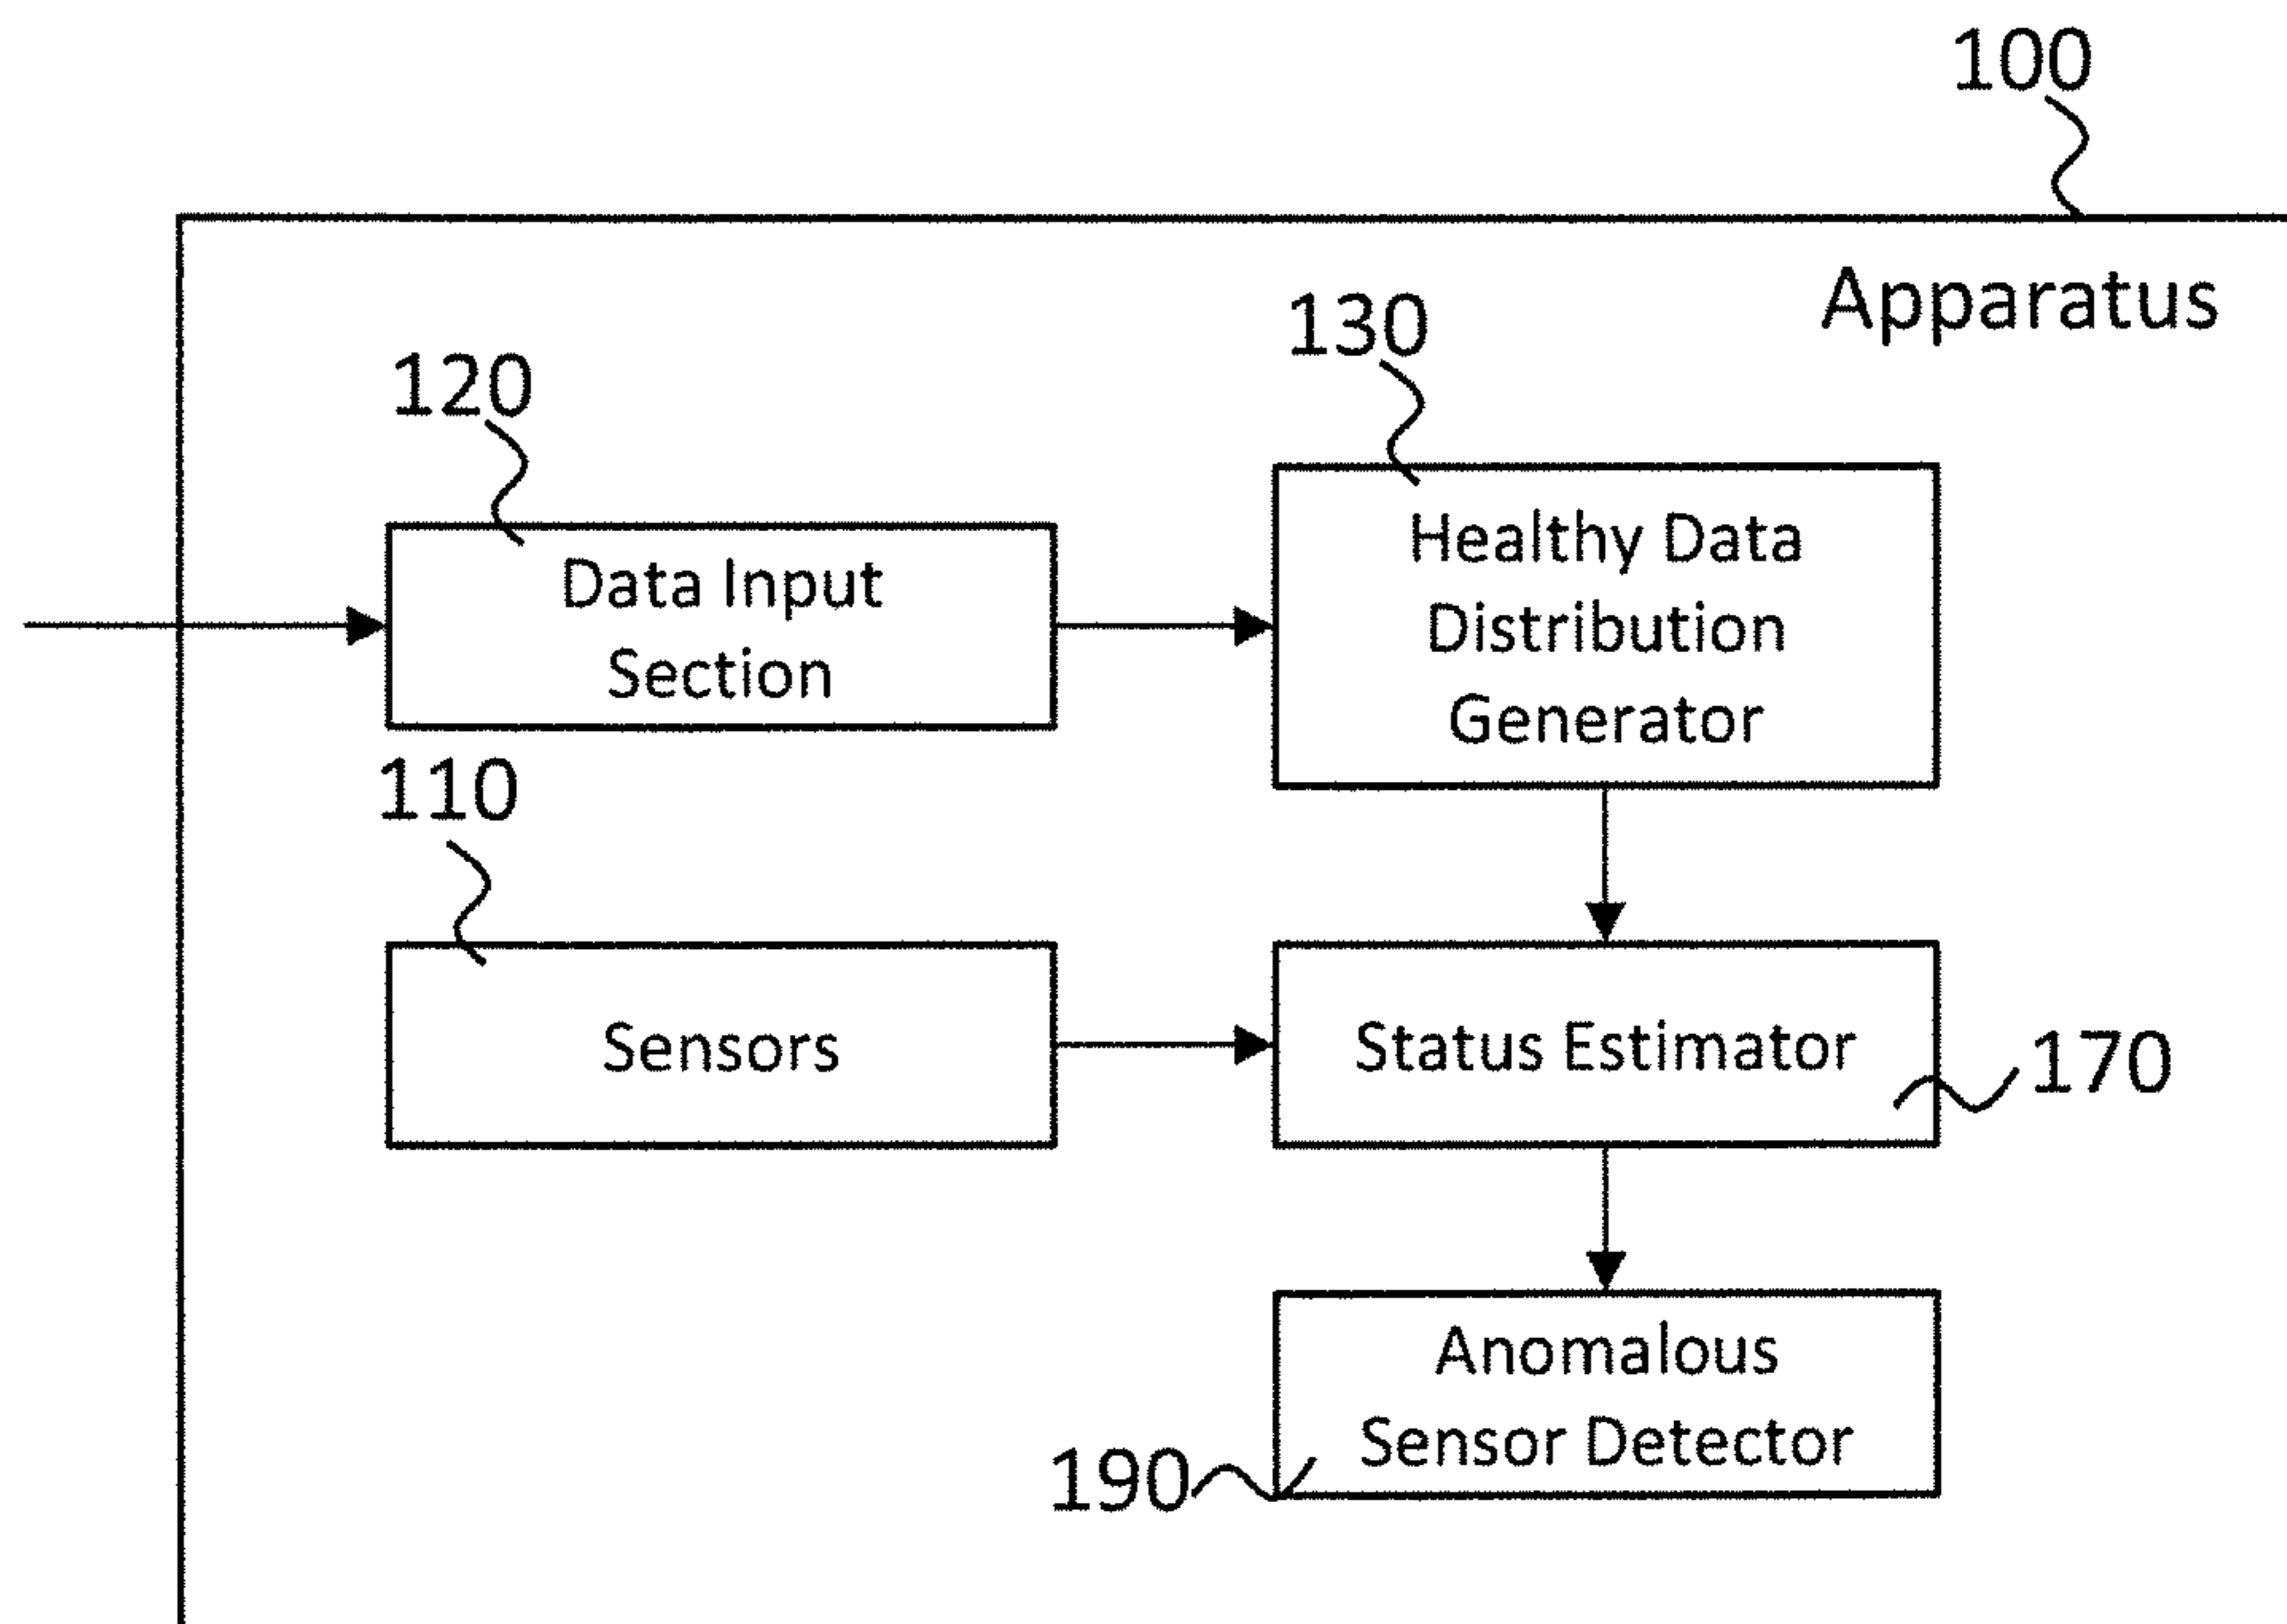 100
Apparatus
120
130
Data Input
Section
Healthy Data
Distribution
Generator
110
Sensors
Status Estimator
170
Anomalous
Sensor Detector
190